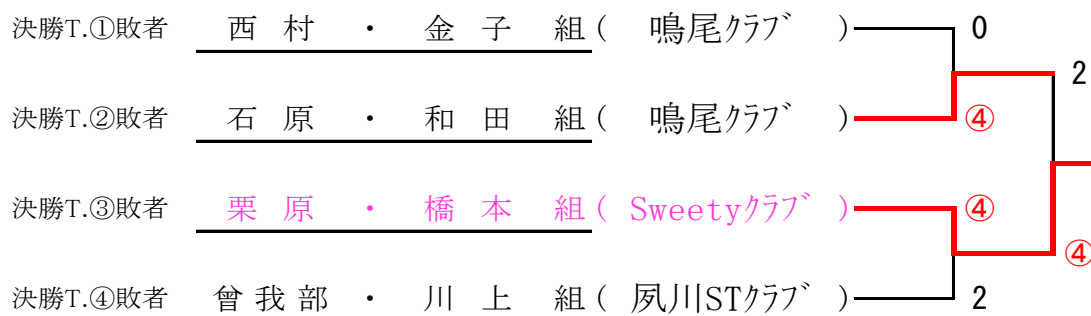 決勝T.①敗者 西村 ・ 金子 組( 鳴尾ｸﾗﾌﾞ ) 0
2
決勝T.②敗者 石原 ・ 和田 組( 鳴尾ｸﾗﾌﾞ ) ④
決勝T.③敗者 栗原 ・ 橋本 組( Sweetyｸﾗﾌﾞ ) ④
④
決勝T.④敗者 曾我部 ・ 川上 組( 夙川STｸﾗﾌﾞ ) 2